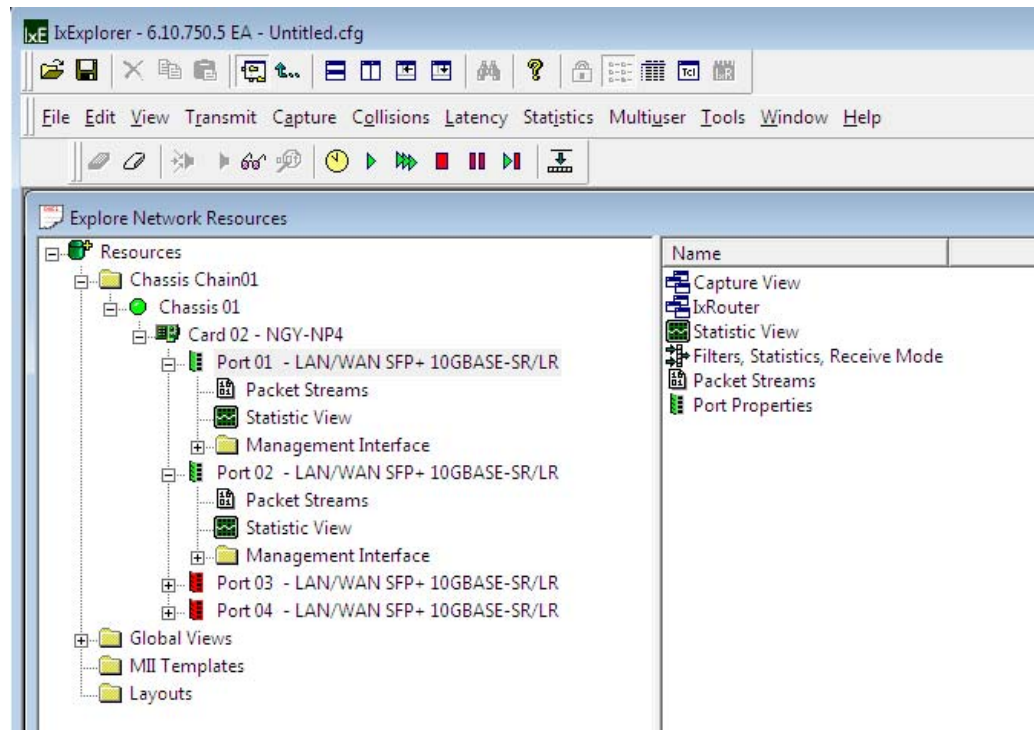 IxE IxExplorer - 6.10.750.5 EA - Untitled.cfg
Tcl
File Edit View Transmit Capture Collisions Latency Statistics Multiuser Tools Window Help
Explore Network Resources
Resources
Chassis Chain01
Chassis 01
Card 02 - NGY-NP4
Port 01 - LAN/WAN SFP+ 10GBASE-SR/LR
Packet Streams
Statistic View
Management Interface
Port 02 - LAN/WAN SFP+ 10GBASE-SR/LR
Packet Streams
Statistic View
Management Interface
Port 03 - LAN/WAN SFP+ 10GBASE-SR/LR
Port 04 - LAN/WAN SFP+ 10GBASE-SR/LR
Global Views
MII Templates
Layouts
Name
Capture View
IxRouter
Statistic View
Filters, Statistics, Receive Mode
Packet Streams
Port Properties